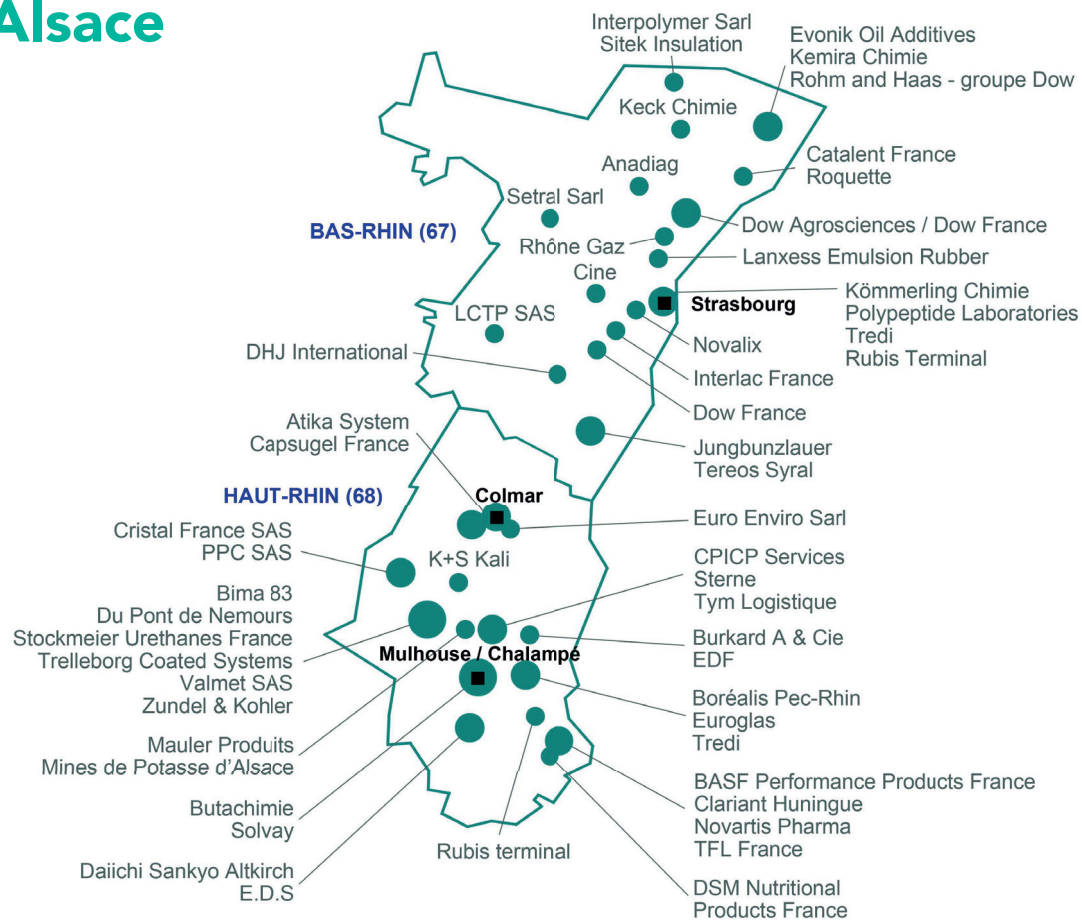 Alsace
Interpolymer Sarl
Sitek Insulation
Evonik Oil Additives
Kemira Chimie
Rohm and Haas - groupe Dow
Keck Chimie
Anadiag
Catalent France
Roquette
Setral Sarl
BAS-RHIN (67)
Dow Agrosciences / Dow France
Rhône Gaz
Lanxess Emulsion Rubber
Cine
Strasbourg
Kömmerling Chimie
Polypeptide Laboratories
Tredi
Rubis Terminal
LCTP SAS
DHJ International
Novalix
Interlac France
Dow France
Atika System
Capsugel France
Jungbunzlauer
Tereos Syral
HAUT-RHIN (68)
Colmar
Euro Enviro Sarl
Cristal France SAS
PPC SAS
K+S Kali
CPICP Services
Sterne
Tym Logistique
Bima 83
Du Pont de Nemours
Stockmeier Urethanes France
Trelleborg Coated Systems
Valmet SAS
Zundel & Kohler
Mulhouse / Chalampé
Burkard A & Cie
EDF
Boréalis Pec-Rhin
Euroglas
Tredi
Mauler Produits
Mines de Potasse d'Alsace
BASF Performance Products France
Clariant Huningue
Novartis Pharma
TFL France
Butachimie
Solvay
Rubis terminal
Daiichi Sankyo Altkirch
E.D.S
DSM Nutritional
Products France